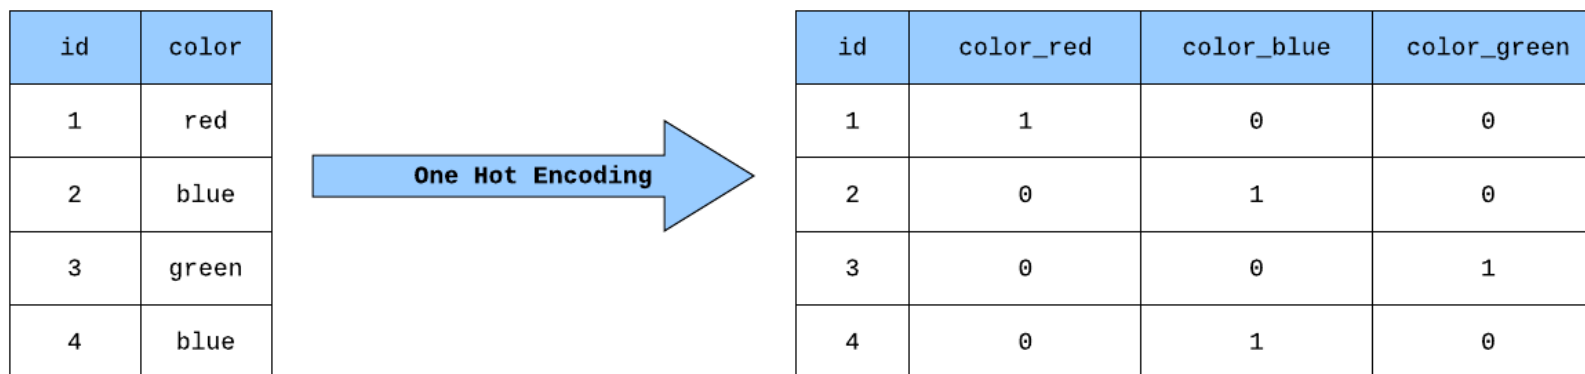 id color
1 red
2 blue
3 green
4 blue
One Hot Encoding
id color_red color_blue color_green
1 1 0 0
2 0 1 0
3 0 0 1
4 0 1 0